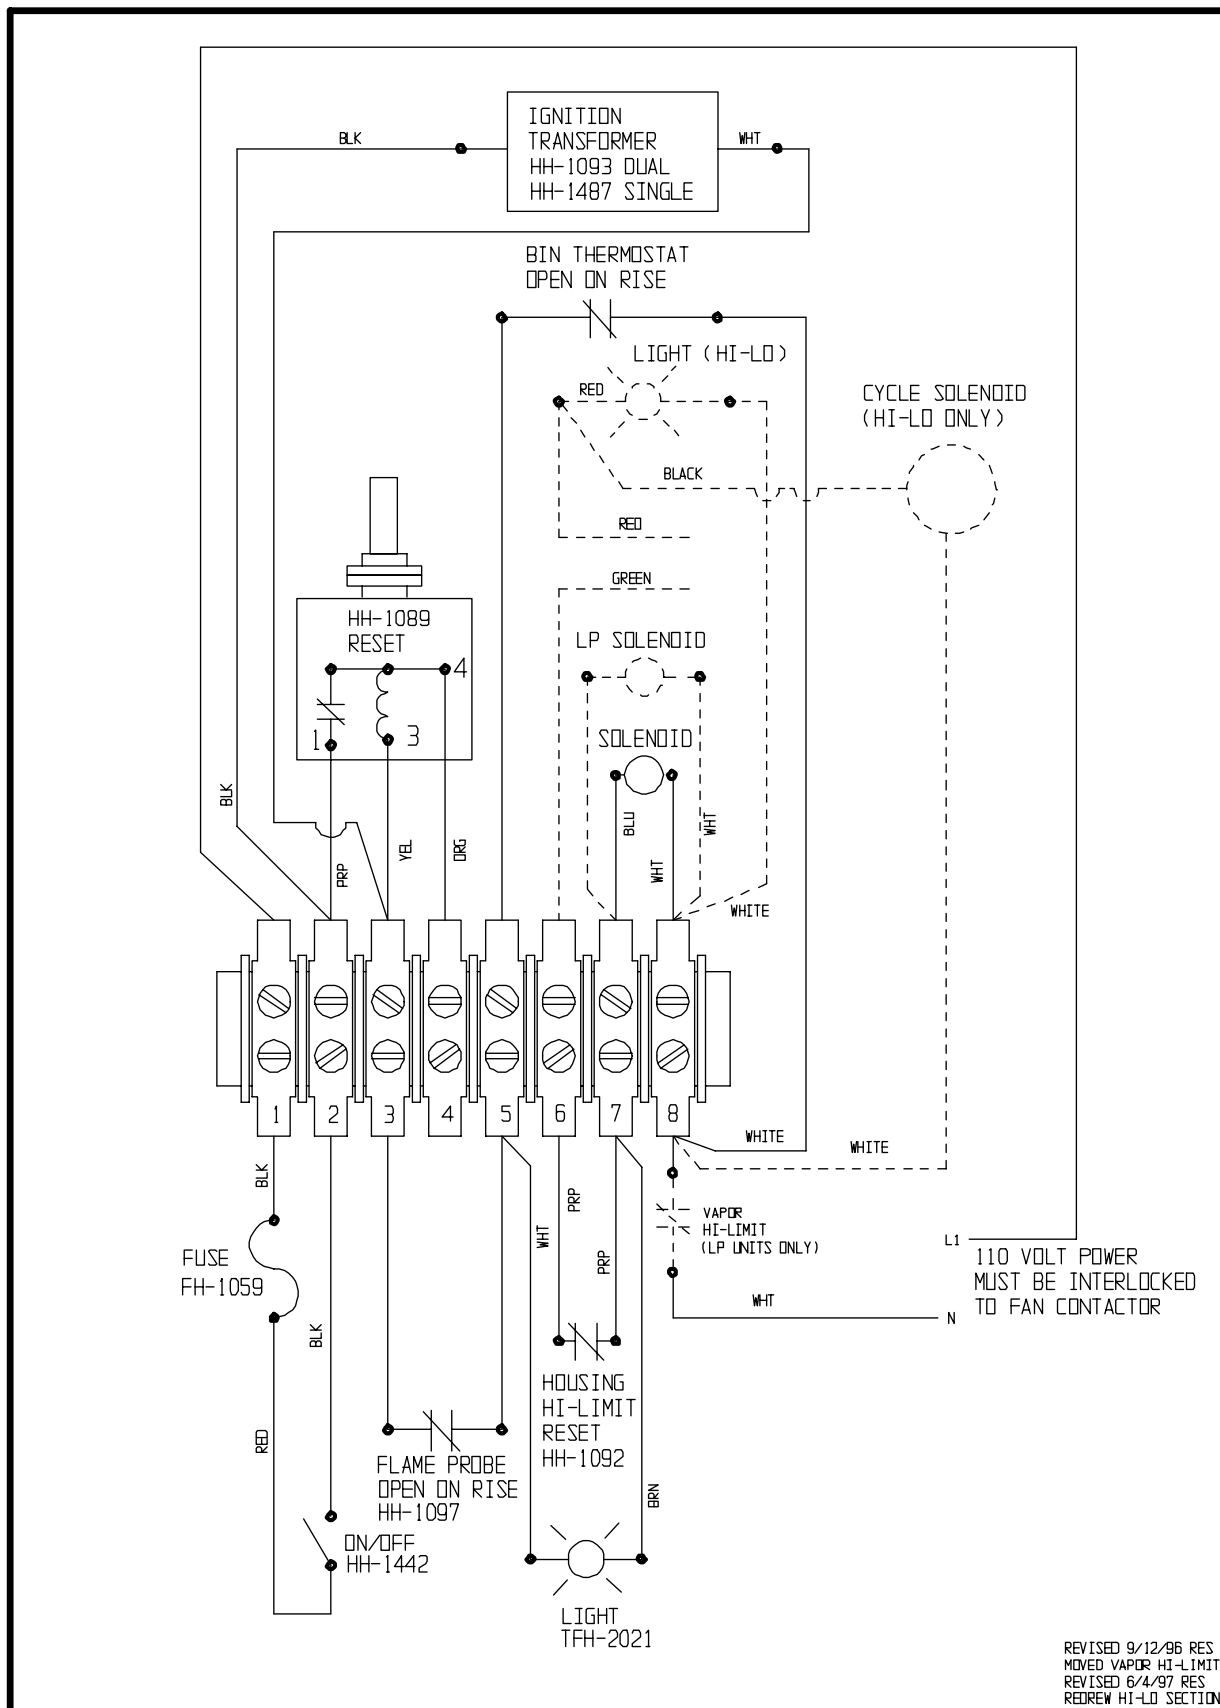 IGNITION
TRANSFORMER
HH-1093 DUAL
HH-1487 SINGLE
BLK
WHT
BIN THERMOSTAT
OPEN ON RISE
LIGHT (HI-LO)
RED
CYCLE SOLENOID
(HI-LO ONLY)
BLACK
RED
GREEN
HH-1089
RESET
LP SOLENOID
4
1
3
SOLENOID
BLK
PRP
YEL
ORG
BLU
WHT
WHT
WHITE
1
2
3
4
5
6
7
8
WHITE
WHITE
BLK
WHT
PRP
PRP
VAPOR
HI-LIMIT
(LP UNITS ONLY)
L1
110 VOLT POWER
MUST BE INTERLOCKED
TO FAN CONTACTOR
FUSE
FH-1059
WHT
N
BLK
HOUSING
HI-LIMIT
RESET
HH-1092
RED
FLAME PROBE
OPEN ON RISE
HH-1097
BRN
ON/OFF
HH-1442
LIGHT
TFH-2021
REVISED 9/12/96 RES
MOVED VAPOR HI-LIMIT
REVISED 6/4/97 RES
REDREW HI-LO SECTION